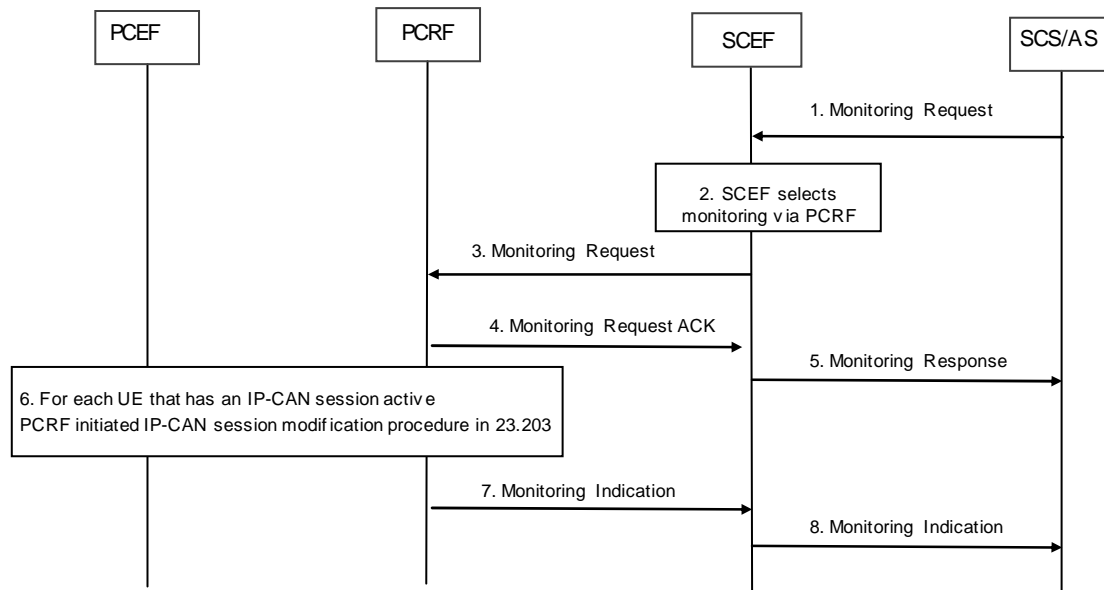 PCEF
PCRF
SCEF
SCS/AS
1. Monitoring Request
2. SCEF selects
monitoring via PCRF
3. Monitoring Request
4. Monitoring Request ACK
5. Monitoring Response
6. For each UE that has an IP-CAN session active
PCRF initiated IP-CAN session modification procedure in 23.203
7. Monitoring Indication
8. Monitoring Indication